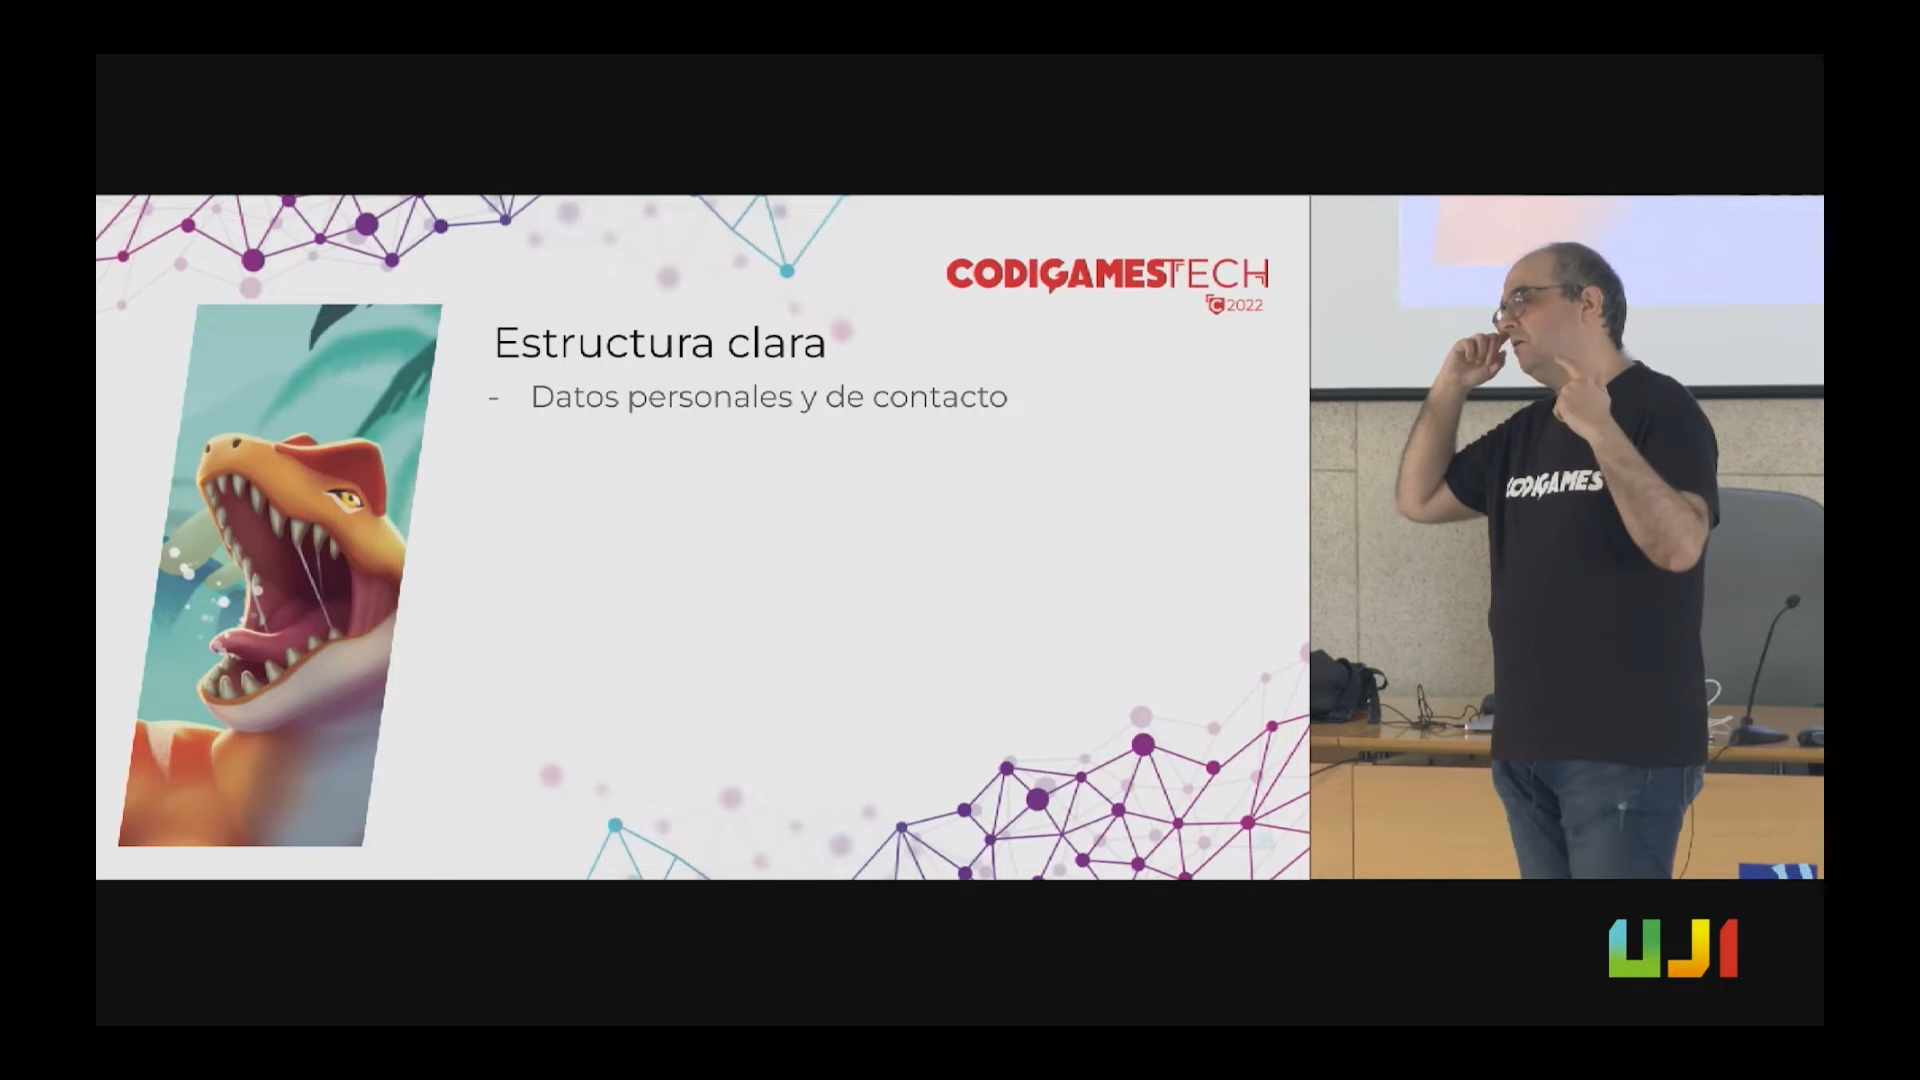 CODIGAMESTECH
C 2022
Estructura clara
- Datos personales y de contacto
CODIGAMES
UJI